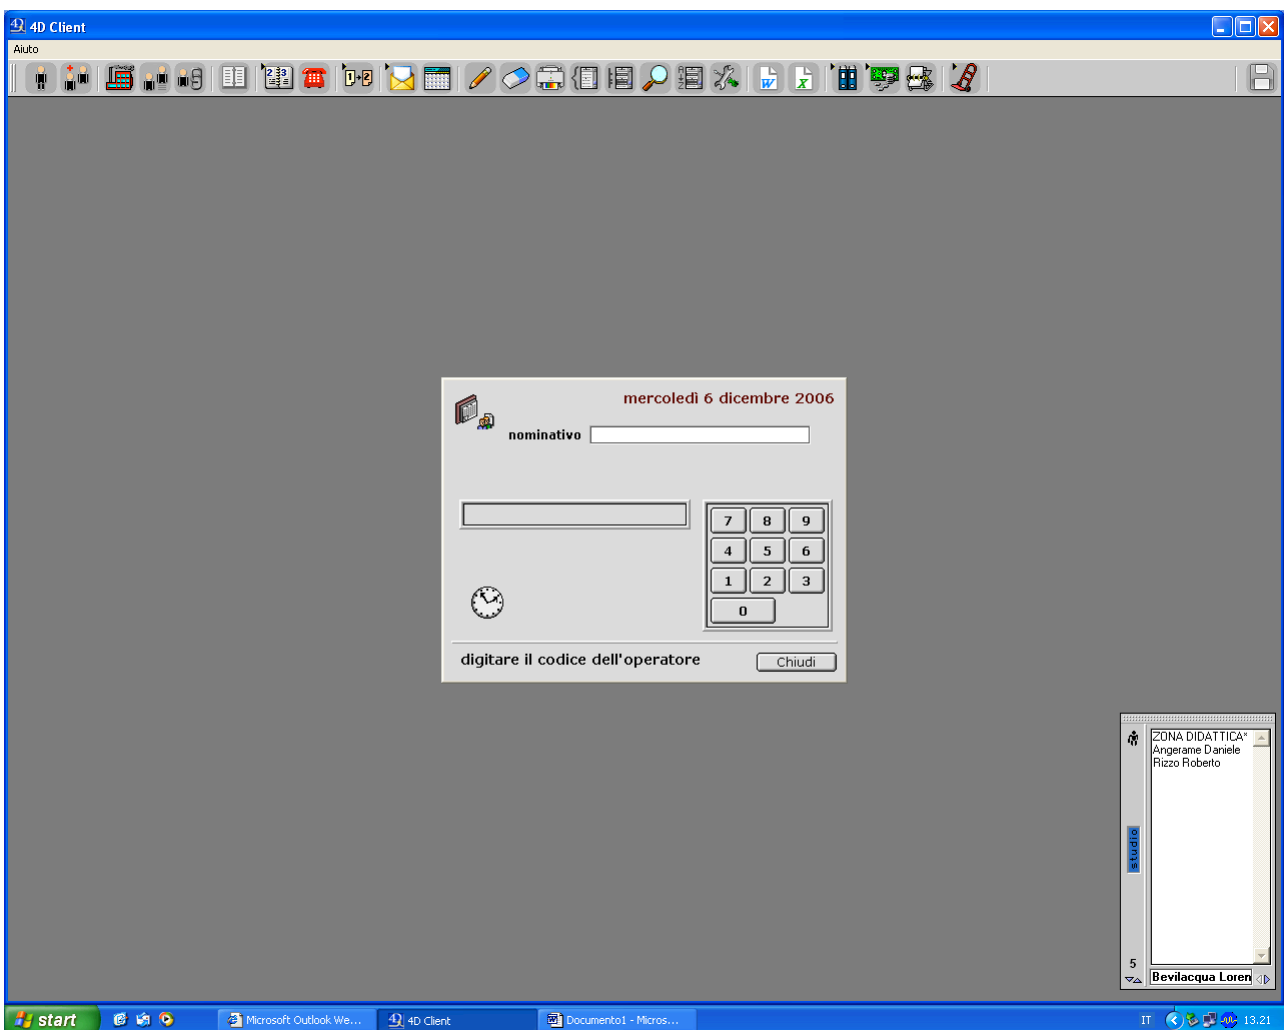 4D Client
Aiuto
mercoledì 6 dicembre 2006
nominativo
7 8 9
4 5 6
1 2 3
0
digitare il codice dell'operatore
Chiudi
ZONA DIDATTICA*
Angerame Daniele
Rizzo Roberto
studio
5
Bevilacqua Loren
start
Microsoft Outlook We...
4D Client
Documento1 - Micros...
IT
13.21